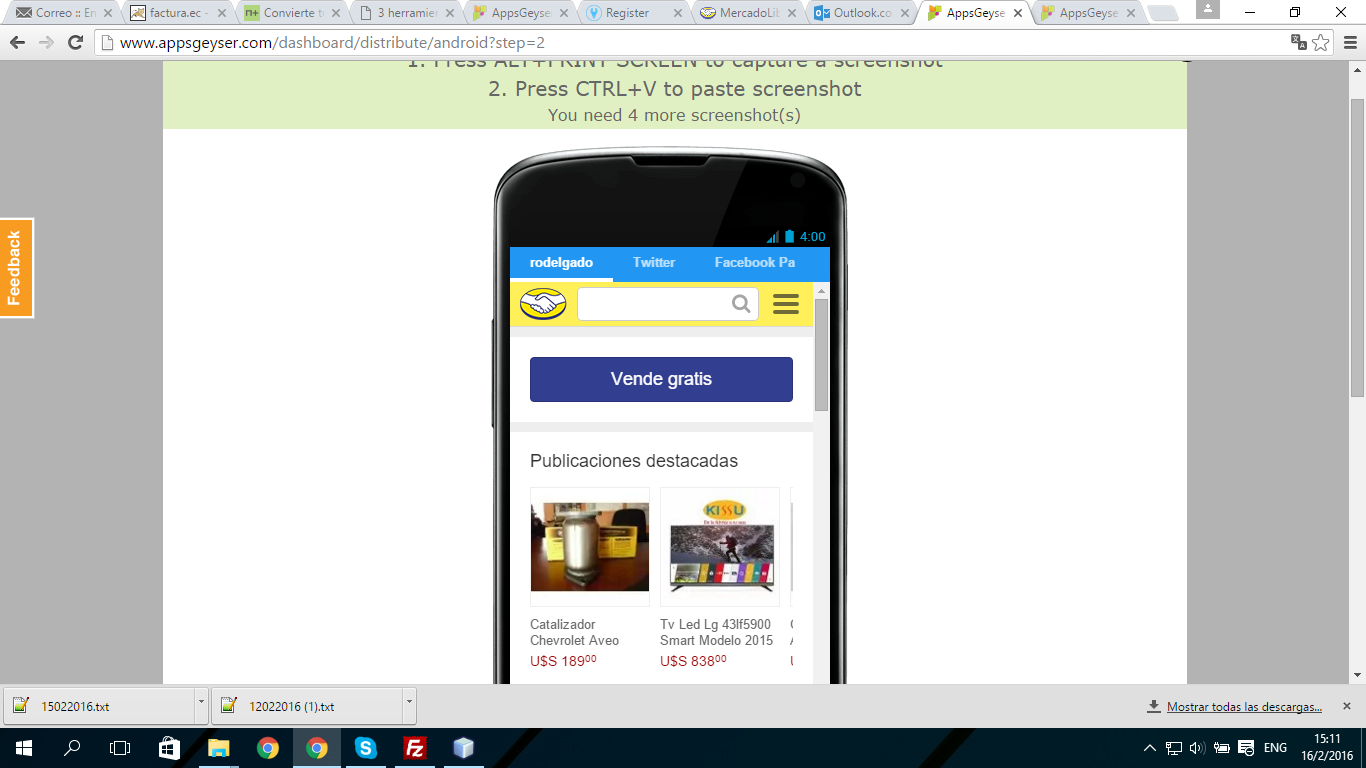 Correo :: En
factura.ec -
Convierte t
3 herramie
AppsGeyse
Register
MercadoLib
Outlook.co
AppsGeyse
AppsGeyse
www.appsgeyser.com/dashboard/distribute/android?step=2
1. Press ALT+PRINT SCREEN to capture a screenshot
2. Press CTRL+V to paste screenshot
You need 4 more screenshot(s)
Feedback
4:00
rodelgado Twitter Facebook Pa
Vende gratis
Publicaciones destacadas
KISSU
Catalizador
Chevrolet Aveo
U$S 189⁰⁰
Tv Led Lg 43lf5900
Smart Modelo 2015
U$S 838⁰⁰
15022016.txt
12022016 (1).txt
Mostrar todas las descargas...
ENG
15:11
16/2/2016